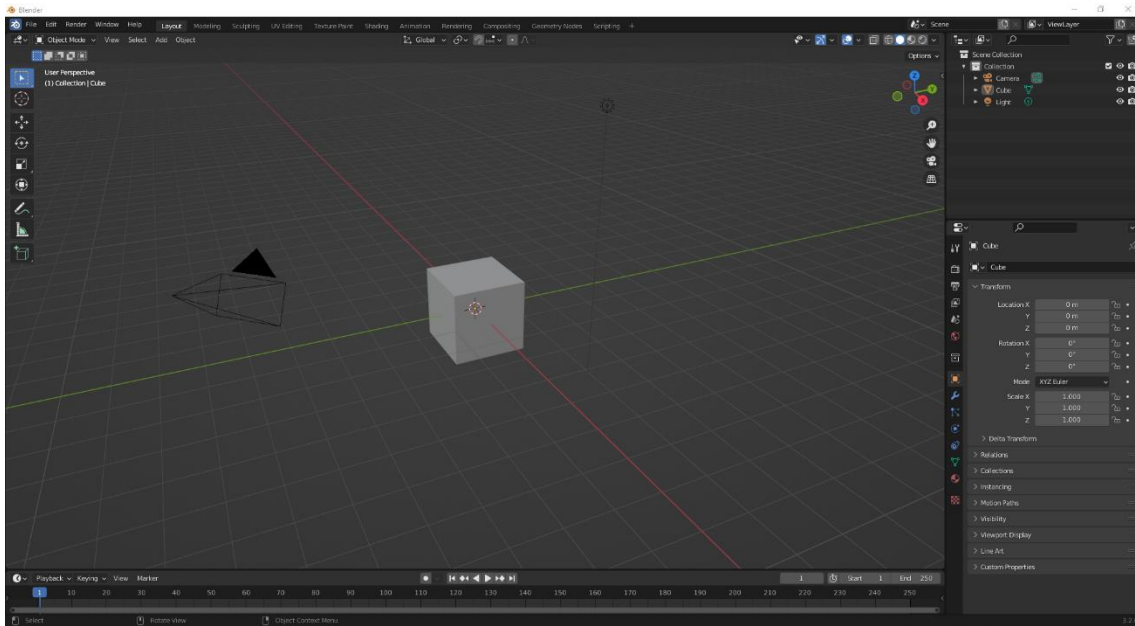 Blender
File Edit Render Window Help Layout Modeling Sculpting UV Editing Texture Paint Shading Animation Rendering Compositing Geometry Nodes Scripting + Scene ViewLayer
Object Mode View Select Add Object Global
Options
User Perspective
(1) Collection | Cube
Z
Y
X
Scene Collection
Collection
Camera
Cube
Light
Cube
Cube
Transform
Location X 0 m
Y 0 m
Z 0 m
Rotation X 0°
Y 0°
Z 0°
Mode XYZ Euler
Scale X 1.000
Y 1.000
Z 1.000
Delta Transform
Relations
Collections
Instancing
Motion Paths
Visibility
Viewport Display
Line Art
Custom Properties
Playback Keying View Marker 1 Start 1 End 250
1 10 20 30 40 50 60 70 80 90 100 110 120 130 140 150 160 170 180 190 200 210 220 230 240 250
Select Rotate View Object Context Menu